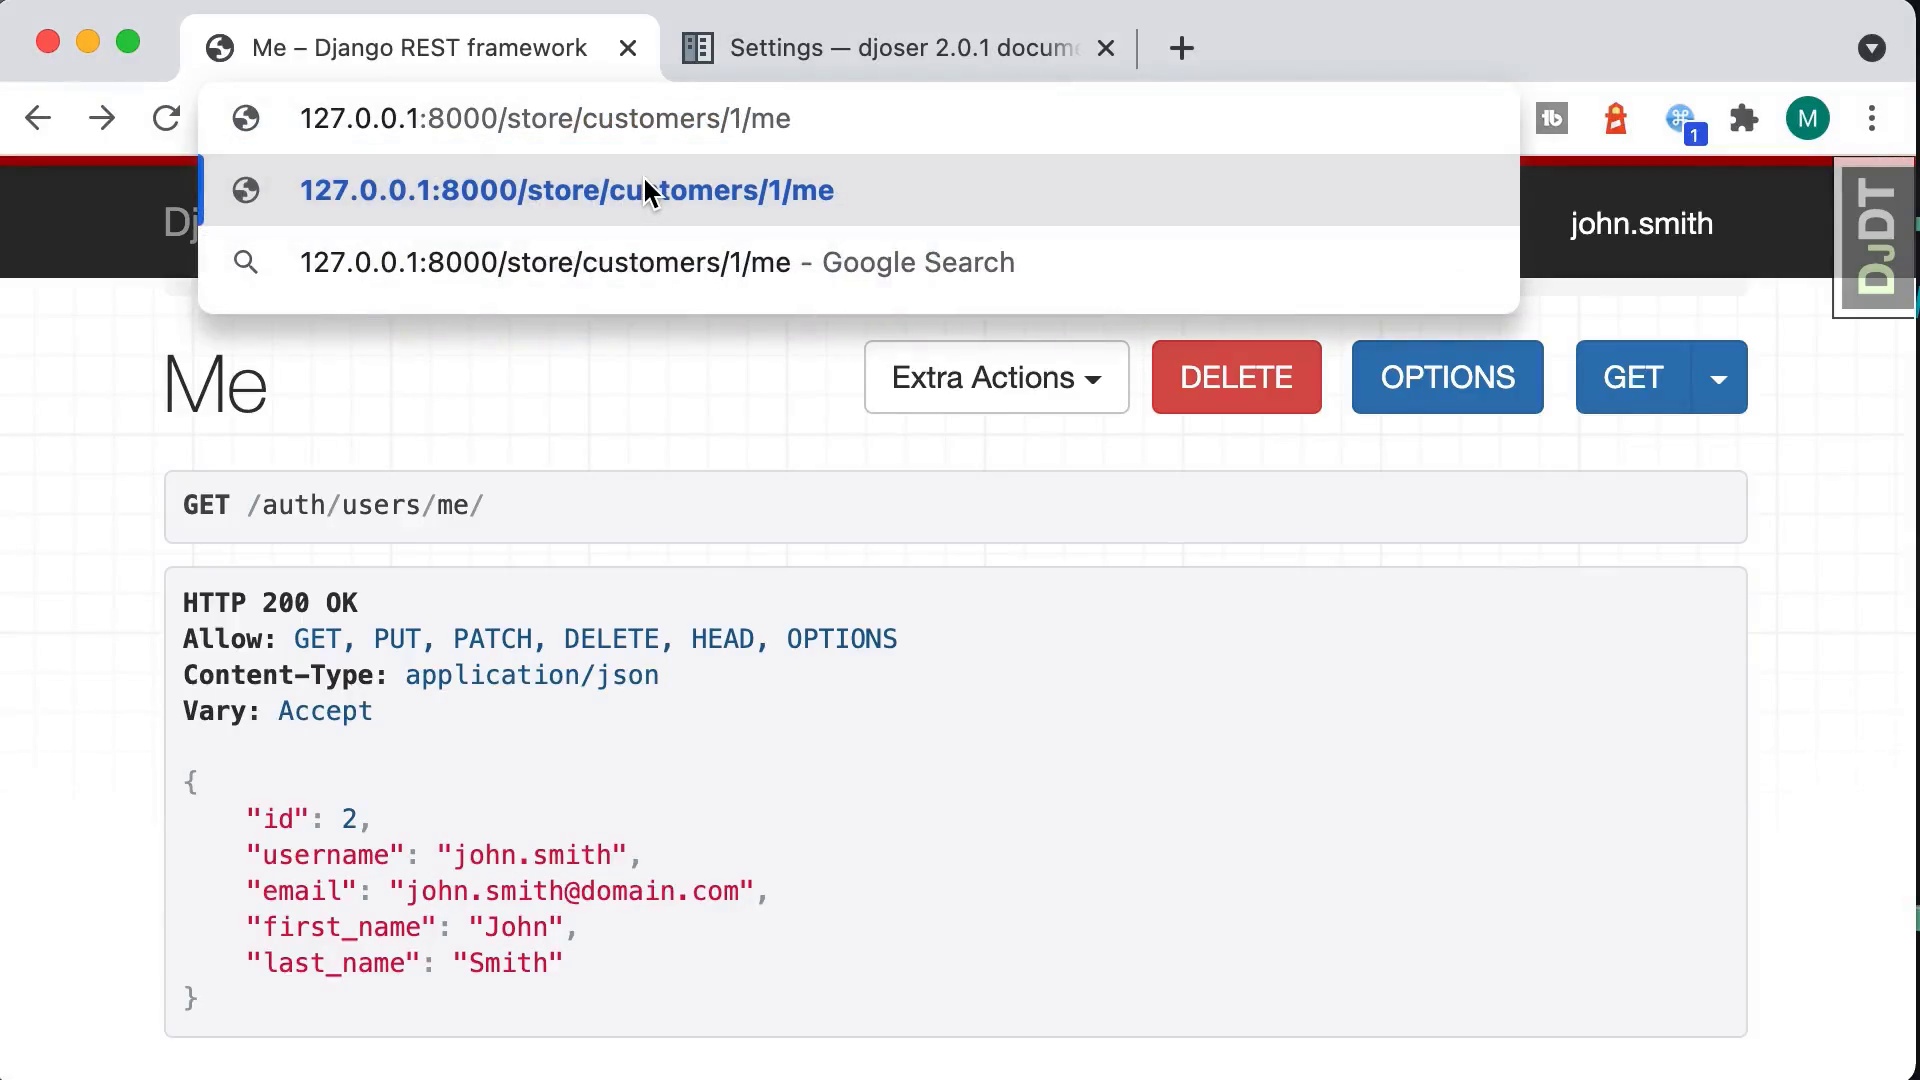 Me – Django REST framework
Settings — djoser 2.0.1 docume
127.0.0.1:8000/store/customers/1/me
127.0.0.1:8000/store/customers/1/me
127.0.0.1:8000/store/customers/1/me - Google Search
tb
1
M
Dj
john.smith
DJDT
Me
Extra Actions
DELETE
OPTIONS
GET
GET /auth/users/me/
HTTP 200 OK
Allow: GET, PUT, PATCH, DELETE, HEAD, OPTIONS
Content-Type: application/json
Vary: Accept
{
"id": 2,
"username": "john.smith",
"email": "john.smith@domain.com",
"first_name": "John",
"last_name": "Smith"
}